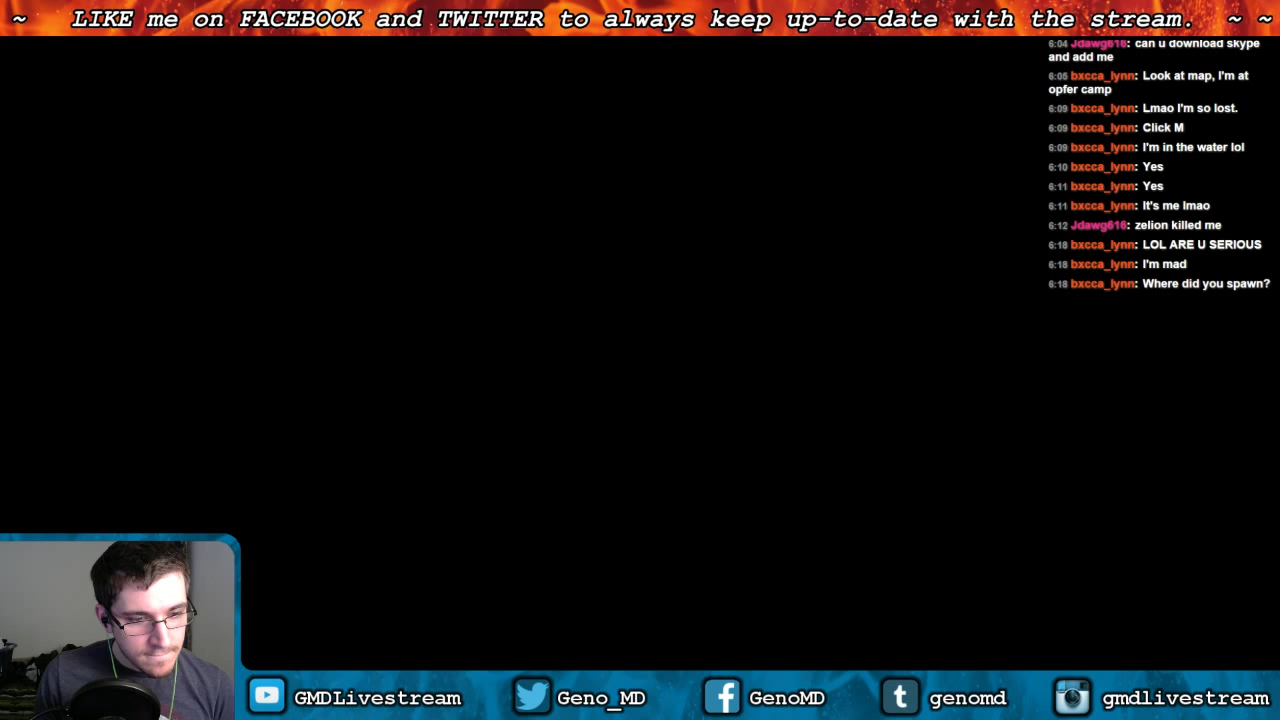 ~ LIKE me on FACEBOOK and TWITTER to always keep up-to-date with the stream. ~ ~
6:04 Jdawg616: can u download skype
and add me
6:05 bxcca_lynn: Look at map, I'm at
opfer camp
6:09 bxcca_lynn: Lmao I'm so lost.
6:09 bxcca_lynn: Click M
6:09 bxcca_lynn: I'm in the water lol
6:10 bxcca_lynn: Yes
6:11 bxcca_lynn: Yes
6:11 bxcca_lynn: It's me lmao
6:12 Jdawg616: zelion killed me
6:18 bxcca_lynn: LOL ARE U SERIOUS
6:18 bxcca_lynn: I'm mad
6:18 bxcca_lynn: Where did you spawn?
GMDLivestream Geno_MD GenoMD genomd gmdlivestream